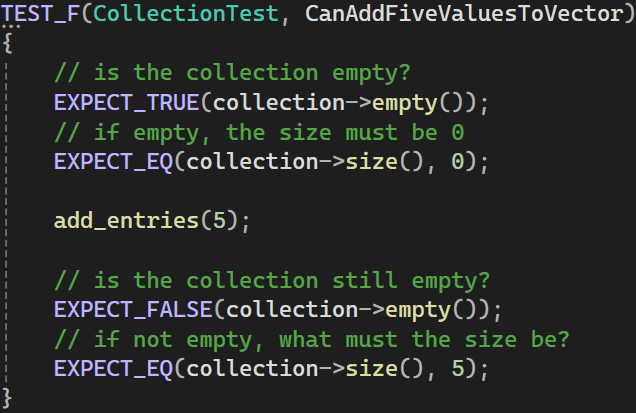 TEST_F(CollectionTest, CanAddFiveValuesToVector)
{
    // is the collection empty?
    EXPECT_TRUE(collection->empty());
    // if empty, the size must be 0
    EXPECT_EQ(collection->size(), 0);

    add_entries(5);

    // is the collection still empty?
    EXPECT_FALSE(collection->empty());
    // if not empty, what must the size be?
    EXPECT_EQ(collection->size(), 5);
}